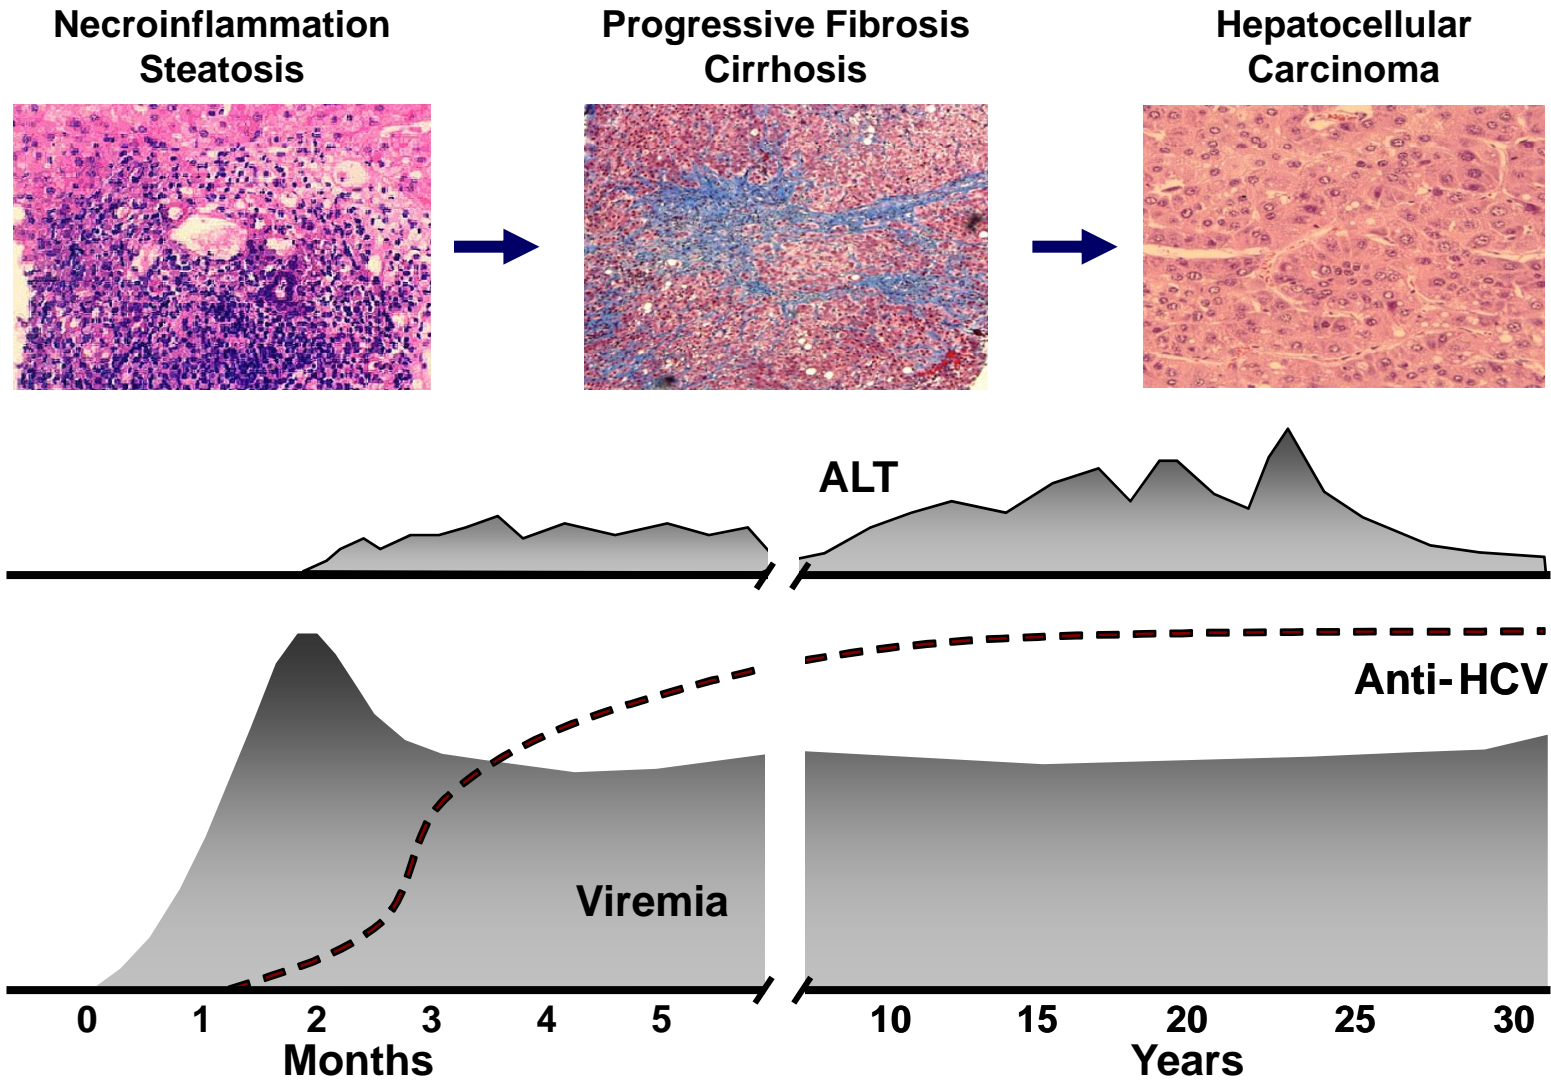 Necroinflammation
Steatosis
Progressive Fibrosis
Cirrhosis
Hepatocellular
Carcinoma
ALT
Anti-HCV
Viremia
0 1 2 3 4 5 10 15 20 25 30
Months Years